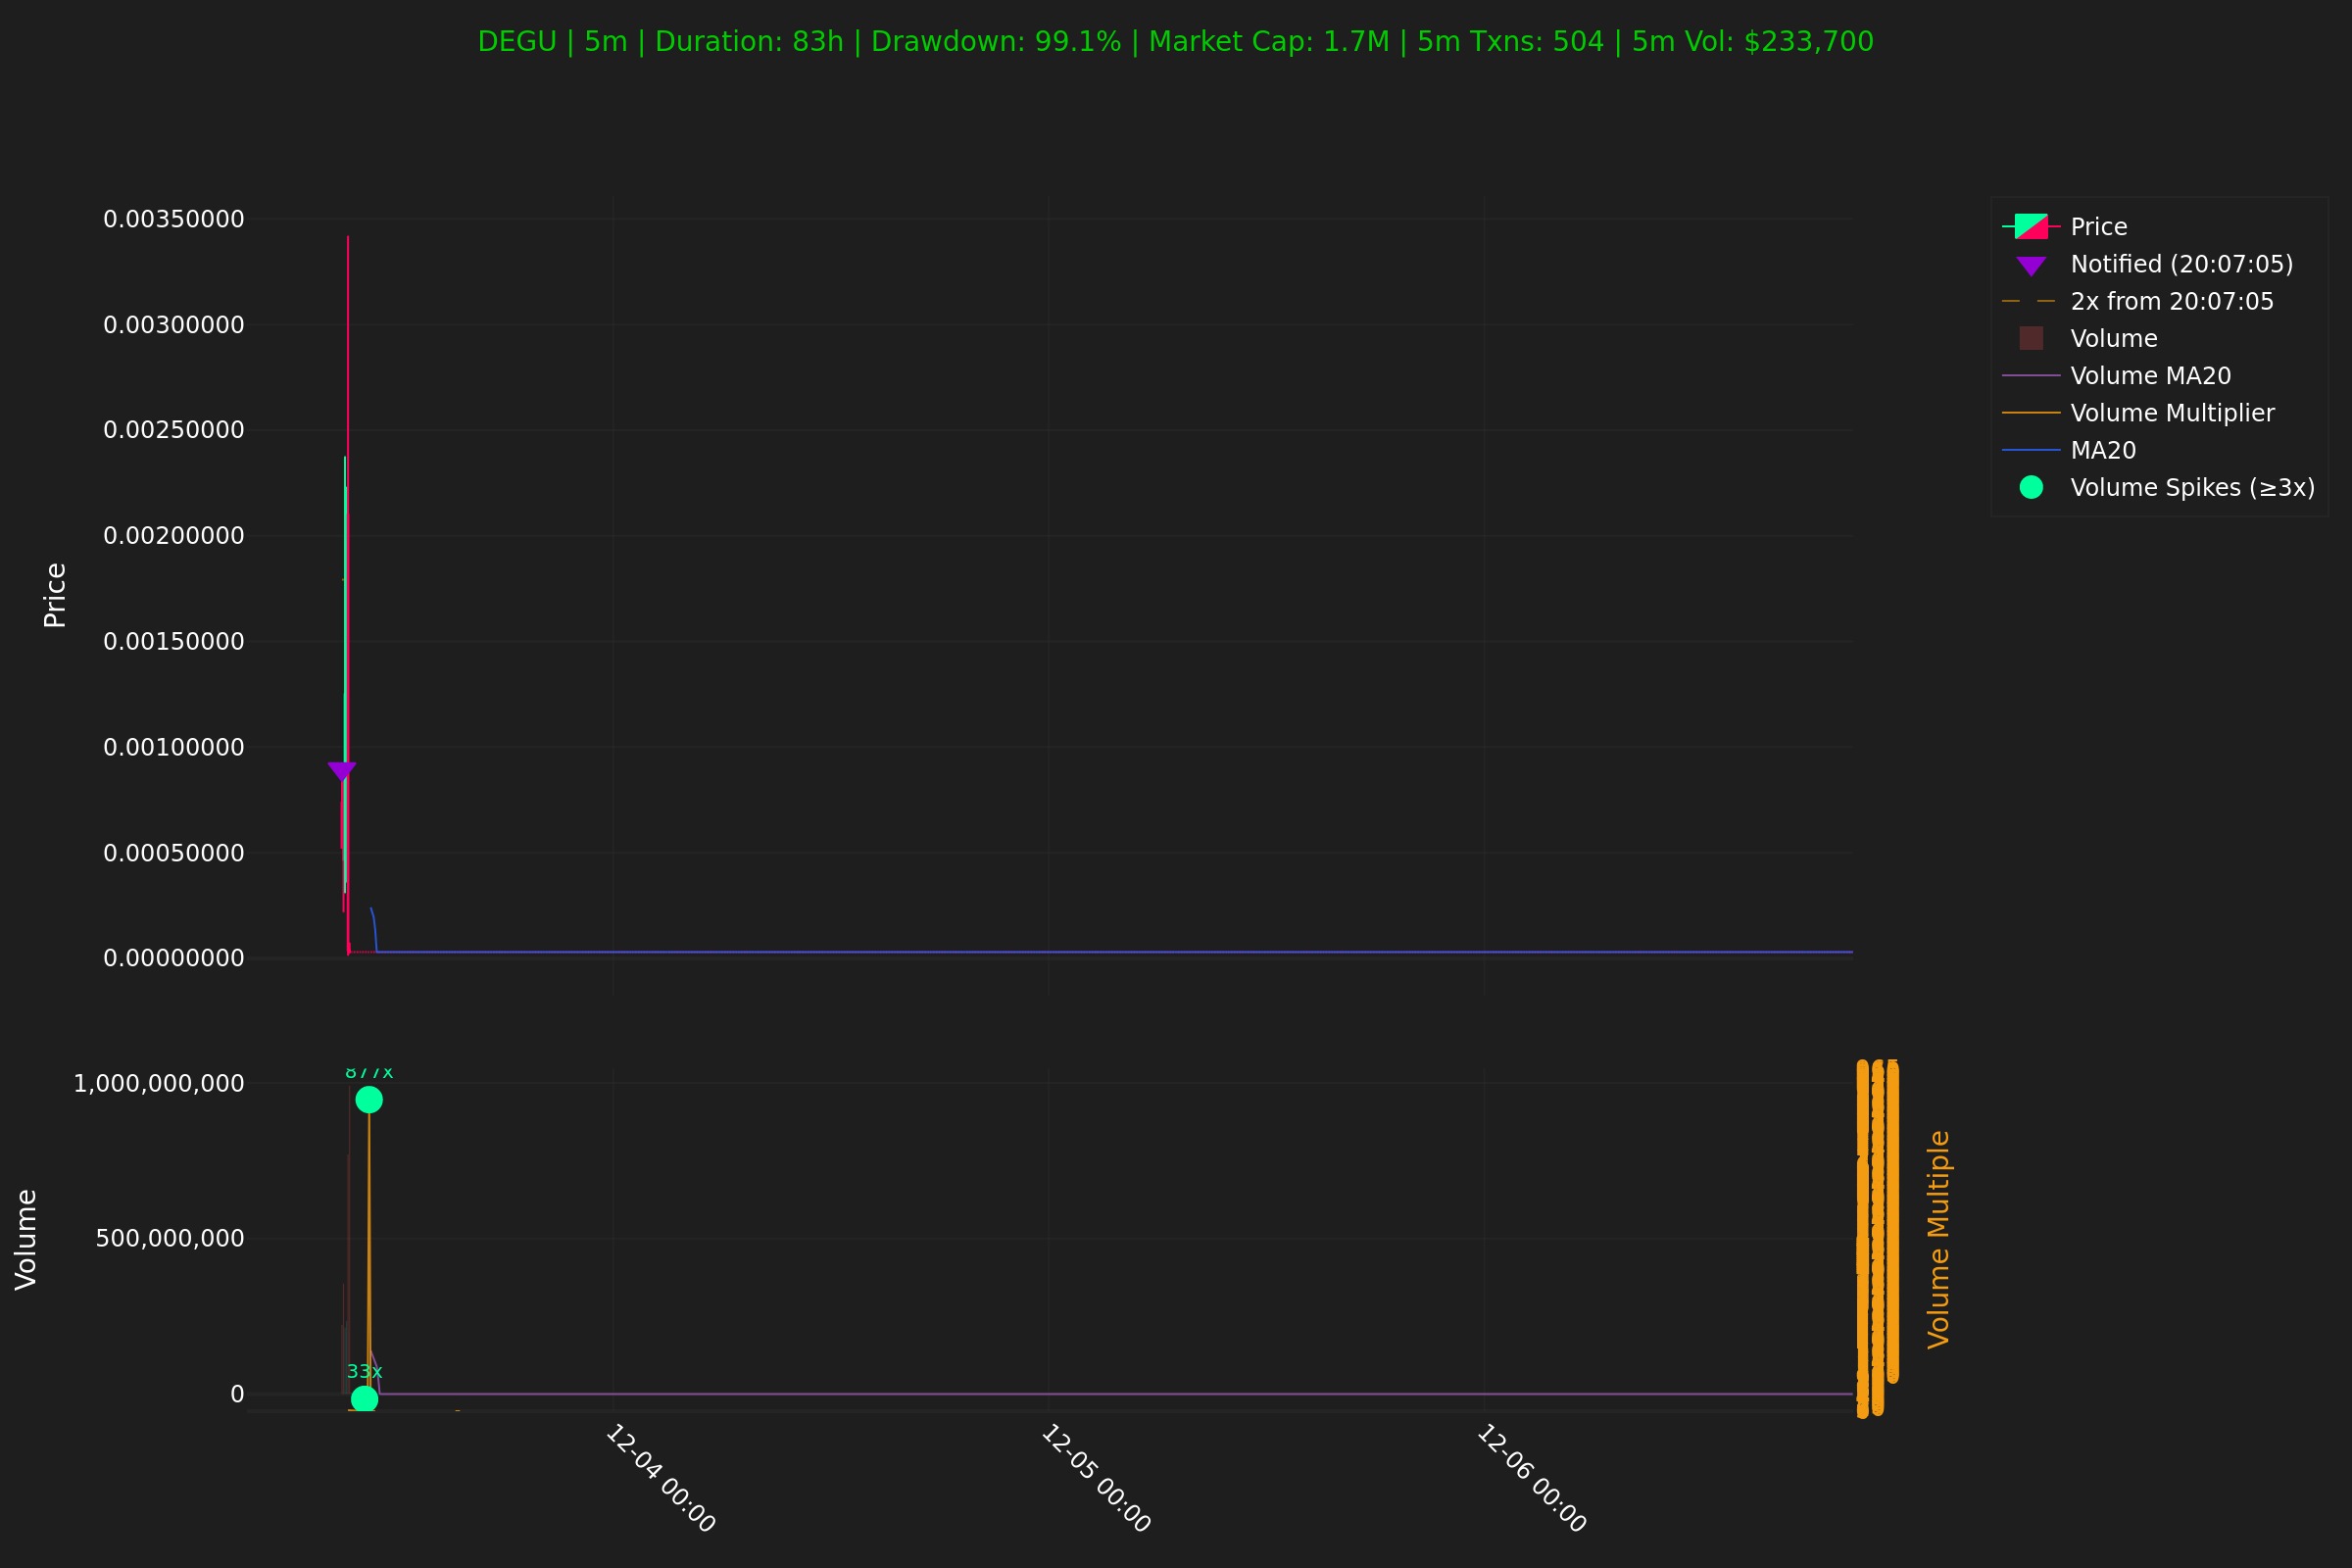 DEGU | 5m | Duration: 83h | Drawdown: 99.1% | Market Cap: 1.7M | 5m Txns: 504 | 5m Vol: $233,700
Price
0.00350000
0.00300000
0.00250000
0.00200000
0.00150000
0.00100000
0.00050000
0.00000000
Price
Notified (20:07:05)
2x from 20:07:05
Volume
Volume MA20
Volume Multiplier
MA20
Volume Spikes (≥3x)
Volume
1,000,000,000
500,000,000
0
877x
33x
Volume Multiple
12-04 00:00
12-05 00:00
12-06 00:00